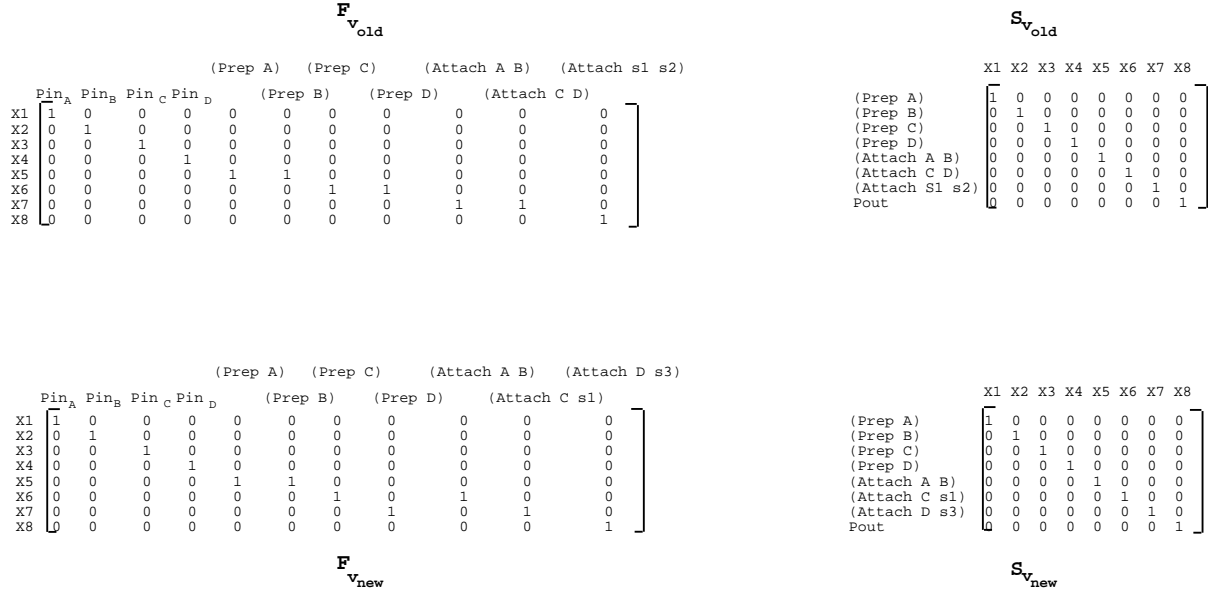 F v old
(Prep A) (Prep C) (Attach A B) (Attach s1 s2)
Pin A Pin B Pin C Pin D (Prep B) (Prep D) (Attach C D)
X1 1 0 0 0 0 0 0 0 0 0 0
X2 0 1 0 0 0 0 0 0 0 0 0
X3 0 0 1 0 0 0 0 0 0 0 0
X4 0 0 0 1 0 0 0 0 0 0 0
X5 0 0 0 0 1 1 0 0 0 0 0
X6 0 0 0 0 0 0 1 1 0 0 0
X7 0 0 0 0 0 0 0 0 1 1 0
X8 0 0 0 0 0 0 0 0 0 0 1
S v old
X1 X2 X3 X4 X5 X6 X7 X8
(Prep A) 1 0 0 0 0 0 0 0
(Prep B) 0 1 0 0 0 0 0 0
(Prep C) 0 0 1 0 0 0 0 0
(Prep D) 0 0 0 1 0 0 0 0
(Attach A B) 0 0 0 0 1 0 0 0
(Attach C D) 0 0 0 0 0 1 0 0
(Attach S1 s2) 0 0 0 0 0 0 1 0
Pout 0 0 0 0 0 0 0 1
(Prep A) (Prep C) (Attach A B) (Attach D s3)
Pin A Pin B Pin C Pin D (Prep B) (Prep D) (Attach C s1)
X1 1 0 0 0 0 0 0 0 0 0 0
X2 0 1 0 0 0 0 0 0 0 0 0
X3 0 0 1 0 0 0 0 0 0 0 0
X4 0 0 0 1 0 0 0 0 0 0 0
X5 0 0 0 0 1 1 0 0 0 0 0
X6 0 0 0 0 0 0 1 0 1 0 0
X7 0 0 0 0 0 0 0 1 0 1 0
X8 0 0 0 0 0 0 0 0 0 0 1
F v new
X1 X2 X3 X4 X5 X6 X7 X8
(Prep A) 1 0 0 0 0 0 0 0
(Prep B) 0 1 0 0 0 0 0 0
(Prep C) 0 0 1 0 0 0 0 0
(Prep D) 0 0 0 1 0 0 0 0
(Attach A B) 0 0 0 0 1 0 0 0
(Attach C s1) 0 0 0 0 0 1 0 0
(Attach D s3) 0 0 0 0 0 0 1 0
Pout 0 0 0 0 0 0 0 1
S v new